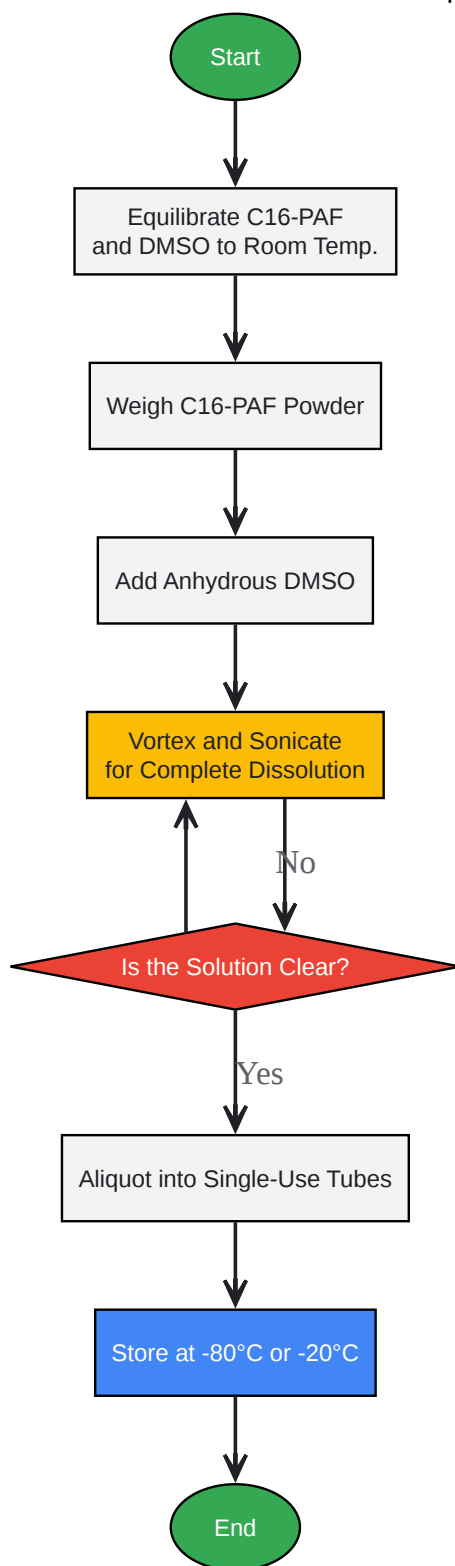 Start
Equilibrate C16-PAF
and DMSO to Room Temp.
Weigh C16-PAF Powder
Add Anhydrous DMSO
Vortex and Sonicate
for Complete Dissolution
No
Is the Solution Clear?
Yes
Aliquot into Single-Use Tubes
Store at -80°C or -20°C
End